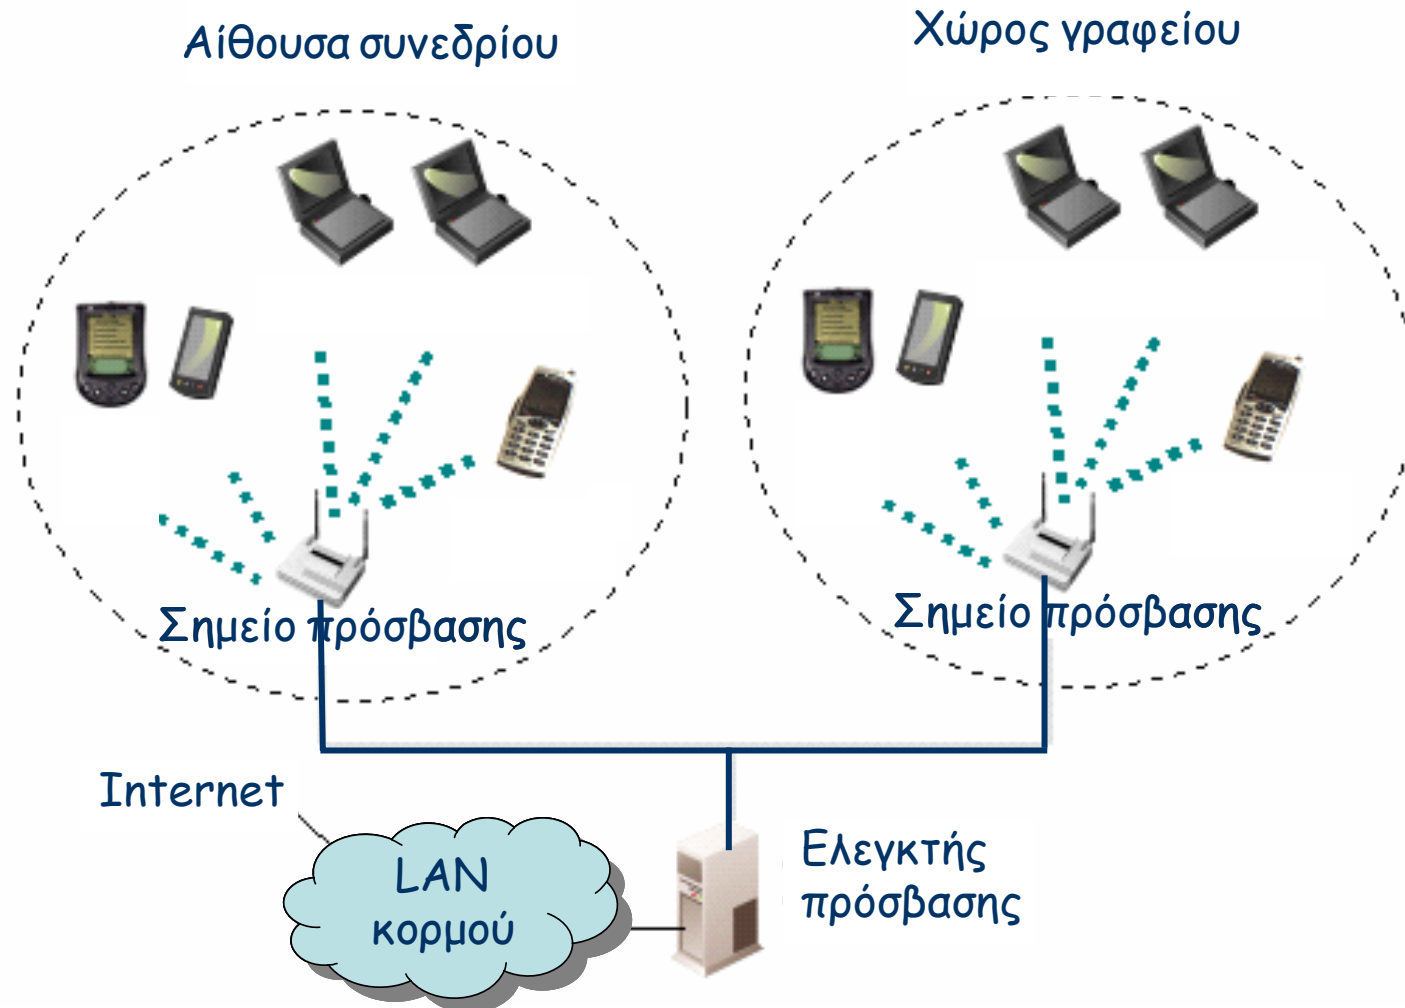 Αίθουσα συνεδρίου
Χώρος γραφείου
Σημείο πρόσβασης
Σημείο πρόσβασης
Internet
LAN
κορμού
Ελεγκτής
πρόσβασης